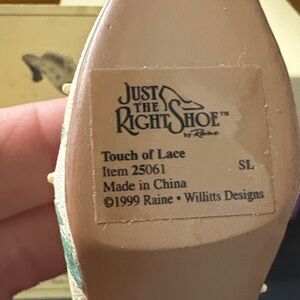 JUST
THE
RIGHT SHOE™
by Raine
Touch of Lace
Item 25061 SL
Made in China
©1999 Raine • Willitts Designs